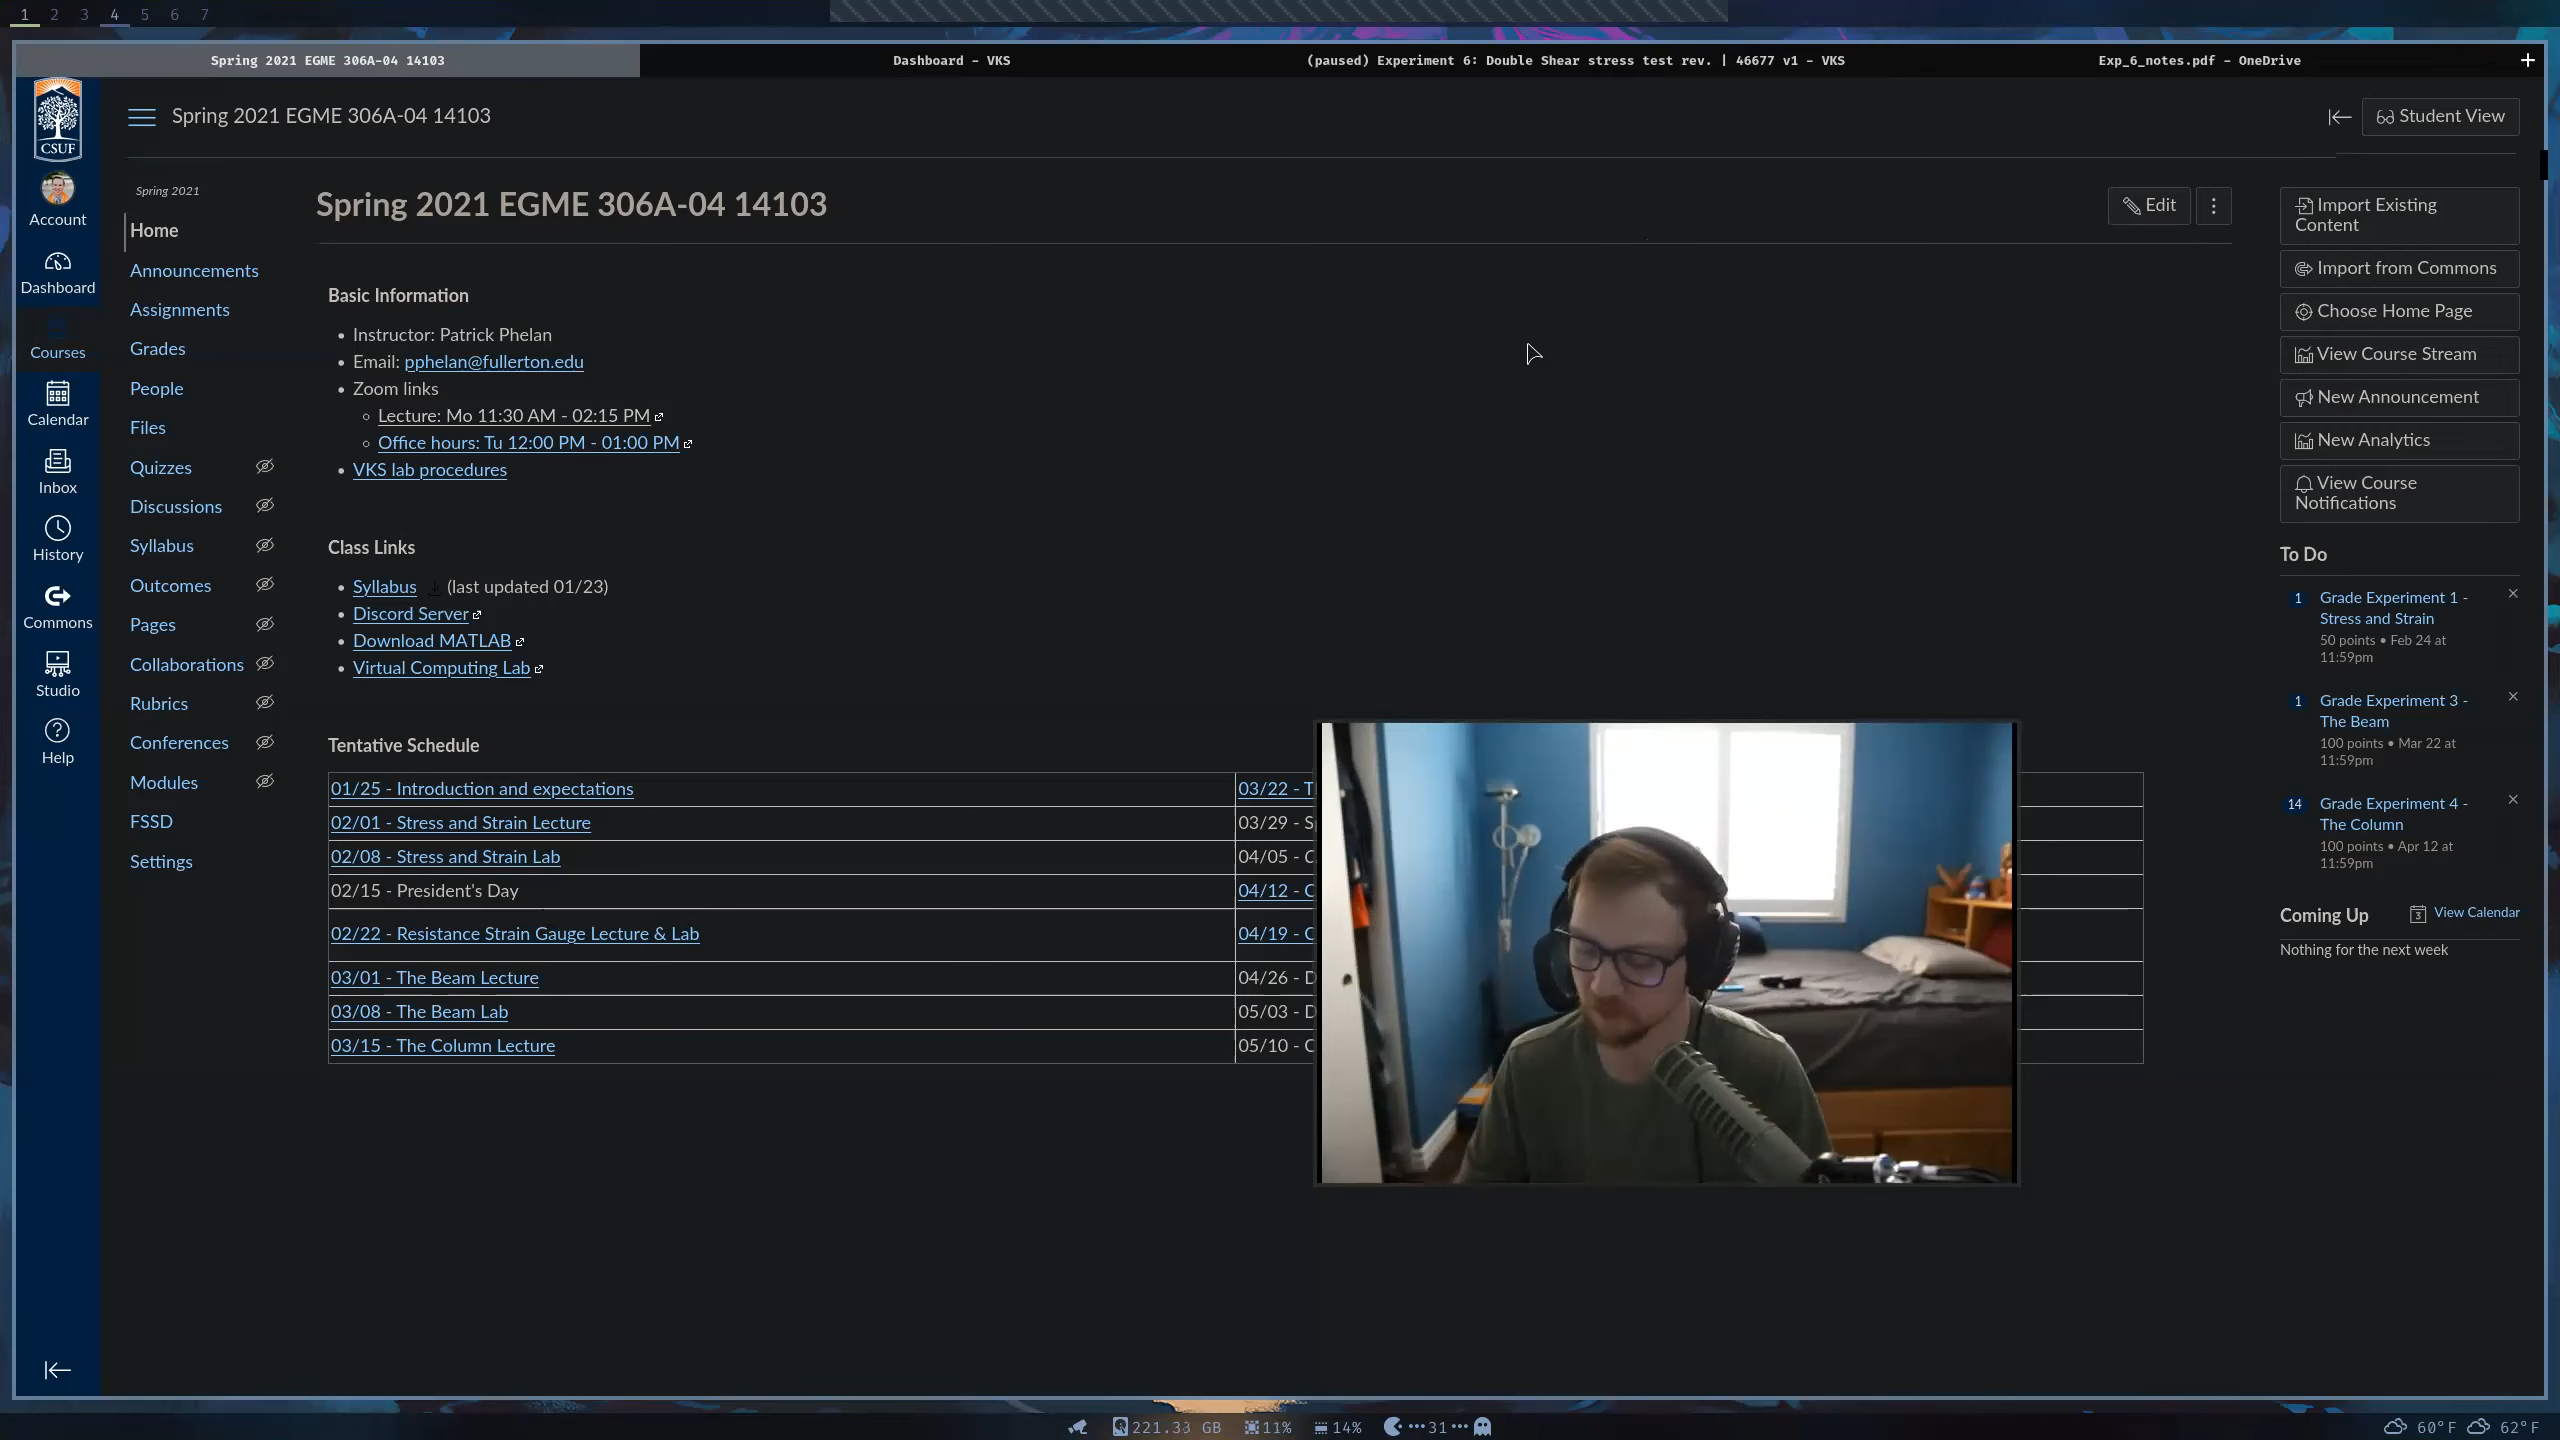 1 2 3 4 5 6 7
Spring 2021 EGME 306A-04 14103
Dashboard - VKS
(paused) Experiment 6: Double Shear stress test rev. | 46677 v1 - VKS
Exp_6_notes.pdf - OneDrive
CSUF
Account
Dashboard
Courses
Calendar
Inbox
History
Commons
Studio
Help
Spring 2021 EGME 306A-04 14103
Student View
Spring 2021
Home
Announcements
Assignments
Grades
People
Files
Quizzes
Discussions
Syllabus
Outcomes
Pages
Collaborations
Rubrics
Conferences
Modules
FSSD
Settings
Spring 2021 EGME 306A-04 14103
Edit
Basic Information
Instructor: Patrick Phelan
Email: pphelan@fullerton.edu
Zoom links
Lecture: Mo 11:30 AM - 02:15 PM
Office hours: Tu 12:00 PM - 01:00 PM
VKS lab procedures
Class Links
Syllabus (last updated 01/23)
Discord Server
Download MATLAB
Virtual Computing Lab
Tentative Schedule
01/25 - Introduction and expectations
02/01 - Stress and Strain Lecture
02/08 - Stress and Strain Lab
02/15 - President's Day
02/22 - Resistance Strain Gauge Lecture & Lab
03/01 - The Beam Lecture
03/08 - The Beam Lab
03/15 - The Column Lecture
03/22 - T
03/29 - S
04/05 - C
04/12 - C
04/19 - C
04/26 - D
05/03 - D
05/10 - C
Import Existing
Content
Import from Commons
Choose Home Page
View Course Stream
New Announcement
New Analytics
View Course
Notifications
To Do
1 Grade Experiment 1 -
Stress and Strain
50 points • Feb 24 at
11:59pm
1 Grade Experiment 3 -
The Beam
100 points • Mar 22 at
11:59pm
14 Grade Experiment 4 -
The Column
100 points • Apr 12 at
11:59pm
Coming Up
3 View Calendar
Nothing for the next week
221.33 GB 11% 14% 31
60°F 62°F